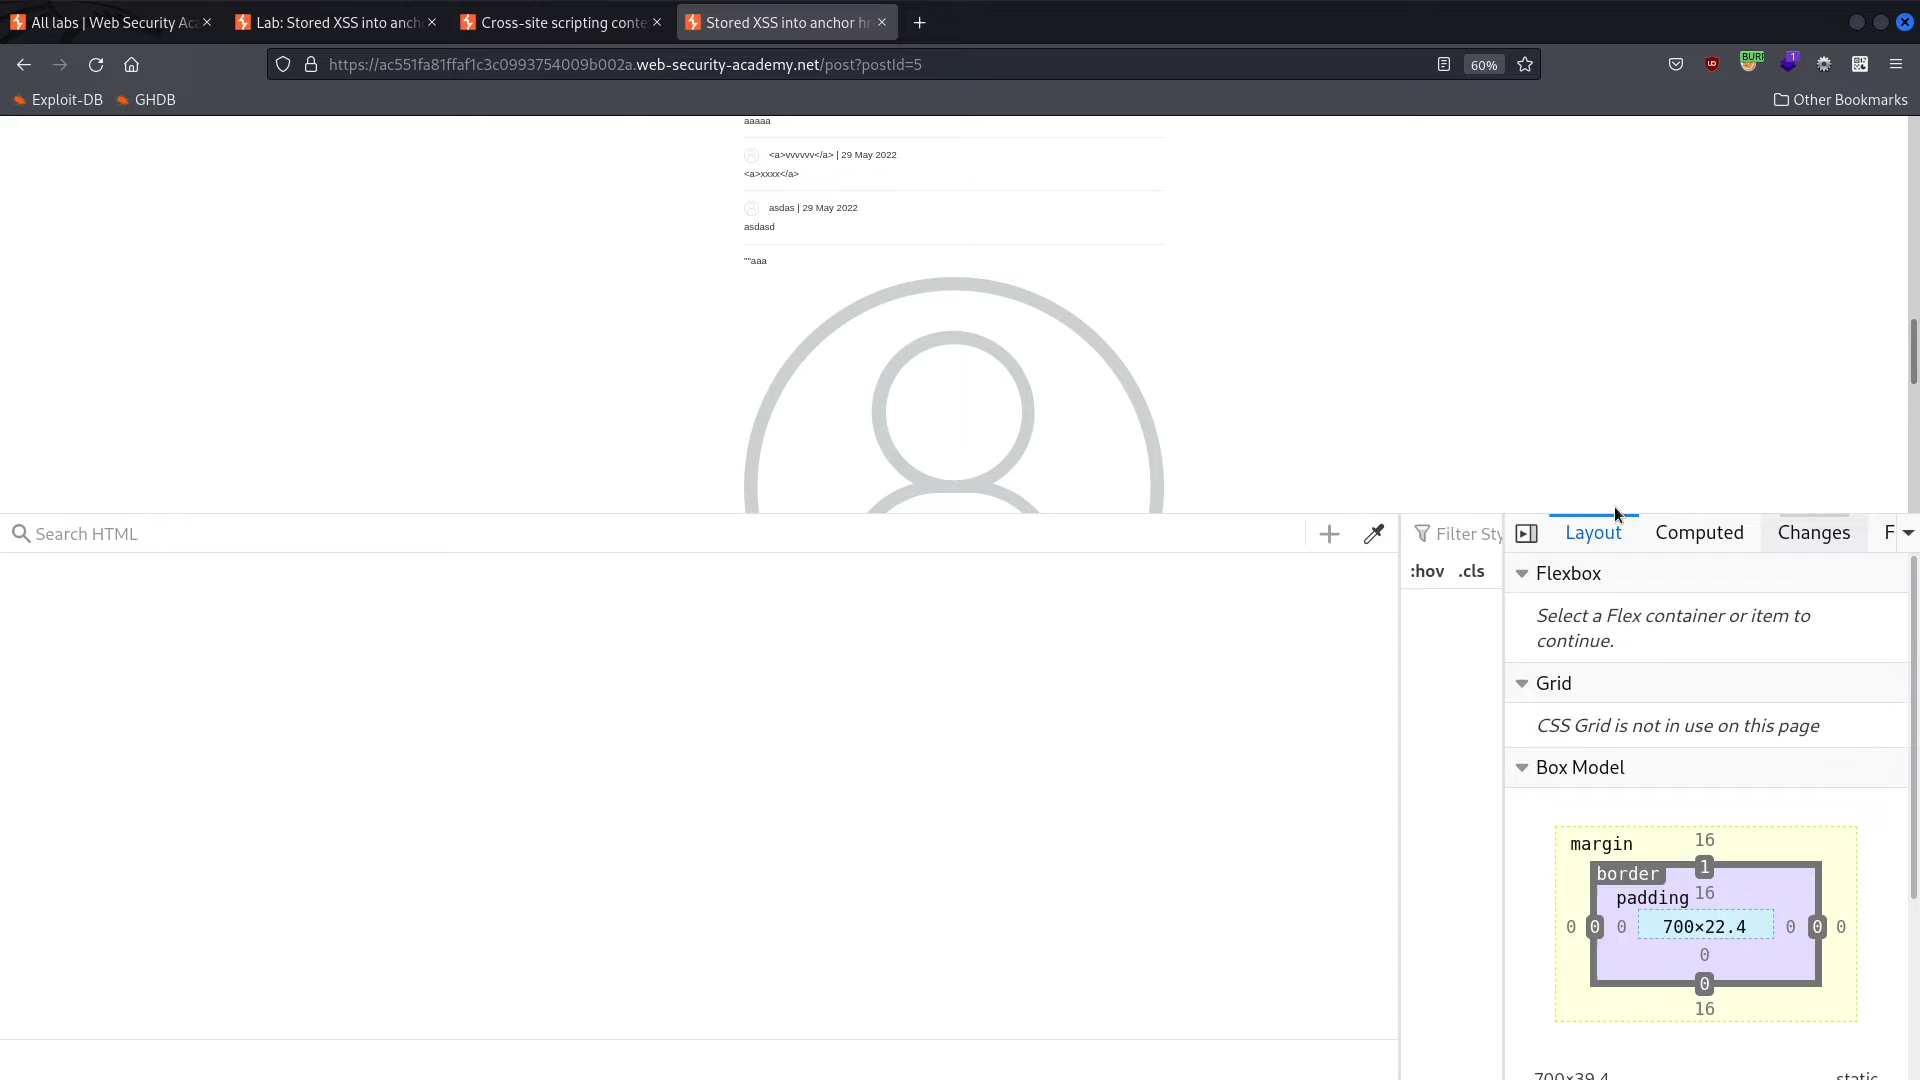 All labs | Web Security Ac
Lab: Stored XSS into anch
Cross-site scripting conte
Stored XSS into anchor hr
https://ac551fa81ffaf1c3c0993754009b002a.web-security-academy.net/post?postId=5
60%
BURP
1
Exploit-DB
GHDB
Other Bookmarks
aaaaa
<a>vvvvvv</a> | 29 May 2022
<a>xxxx</a>
asdas | 29 May 2022
asdasd
""aaa
Search HTML
Filter Sty
Layout
Computed
Changes
F
:hov .cls
Flexbox
Select a Flex container or item to
continue.
Grid
CSS Grid is not in use on this page
Box Model
margin
16
border
1
padding
16
0 0 0 700×22.4 0 0 0
0
0
16
700×39.4
static